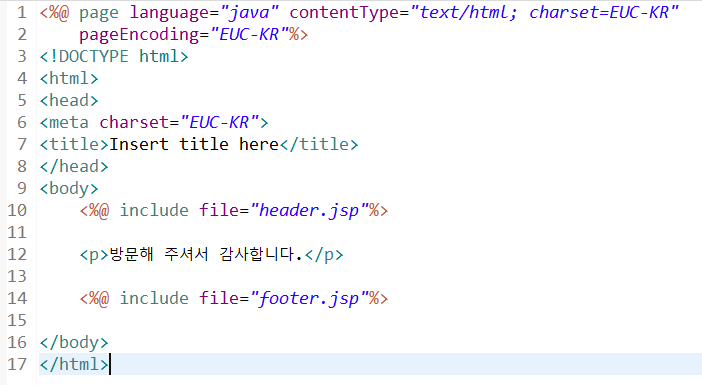 1 <%@ page language="java" contentType="text/html; charset=EUC-KR"
2     pageEncoding="EUC-KR"%>
3 <!DOCTYPE html>
4 <html>
5 <head>
6 <meta charset="EUC-KR">
7 <title>Insert title here</title>
8 </head>
9 <body>
10     <%@ include file="header.jsp"%>
11
12     <p>방문해 주셔서 감사합니다.</p>
13
14     <%@ include file="footer.jsp"%>
15
16 </body>
17 </html>